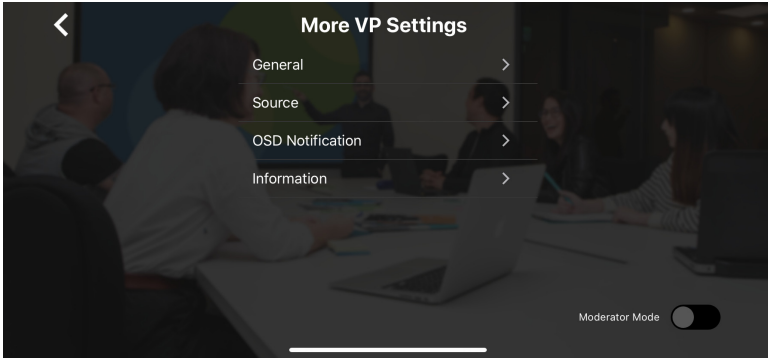 More VP Settings
General
Source
OSD Notification
Information
Moderator Mode